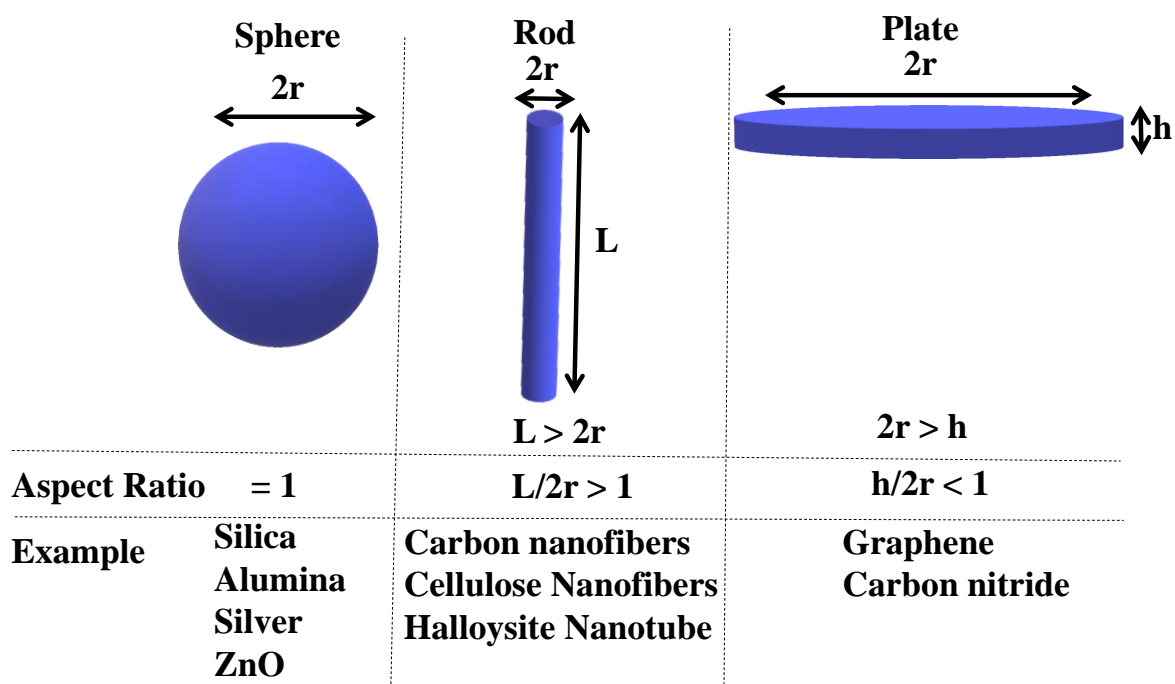 Sphere
2r
Rod
2r
L
L > 2r
Plate
2r
h
2r > h
Aspect Ratio = 1 L/2r > 1 h/2r < 1
Example
Silica
Alumina
Silver
ZnO
Carbon nanofibers
Cellulose Nanofibers
Halloysite Nanotube
Graphene
Carbon nitride